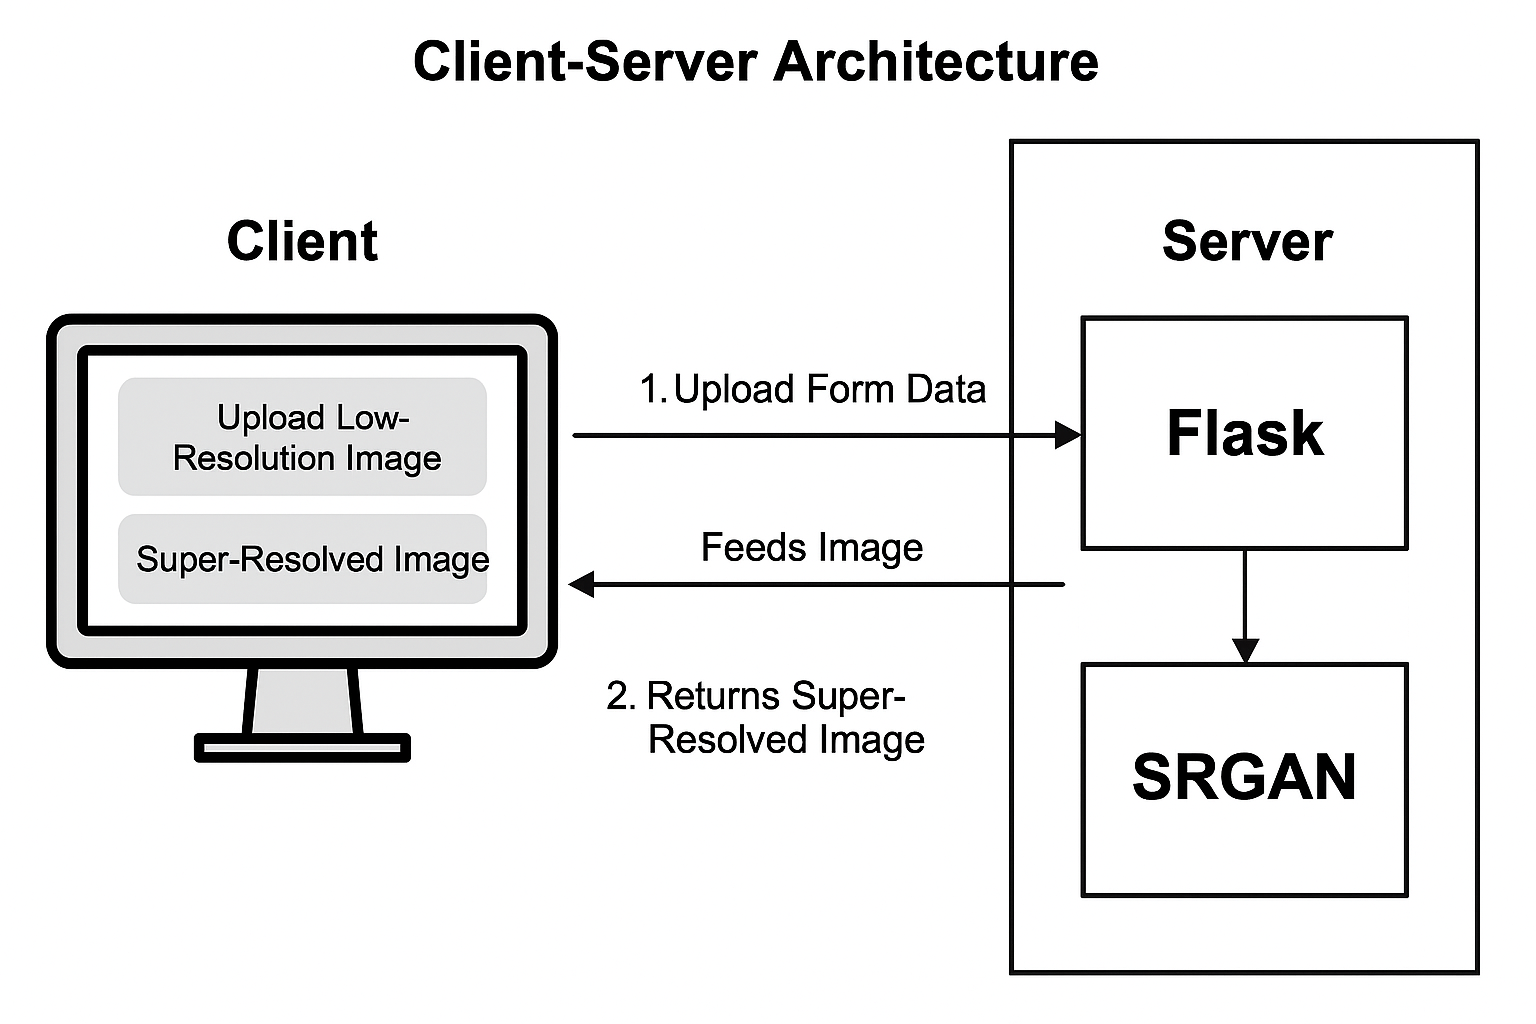 Client-Server Architecture
Client
Upload Low-
Resolution Image
Super-Resolved Image
1. Upload Form Data
Feeds Image
2. Returns Super-
Resolved Image
Server
Flask
SRGAN